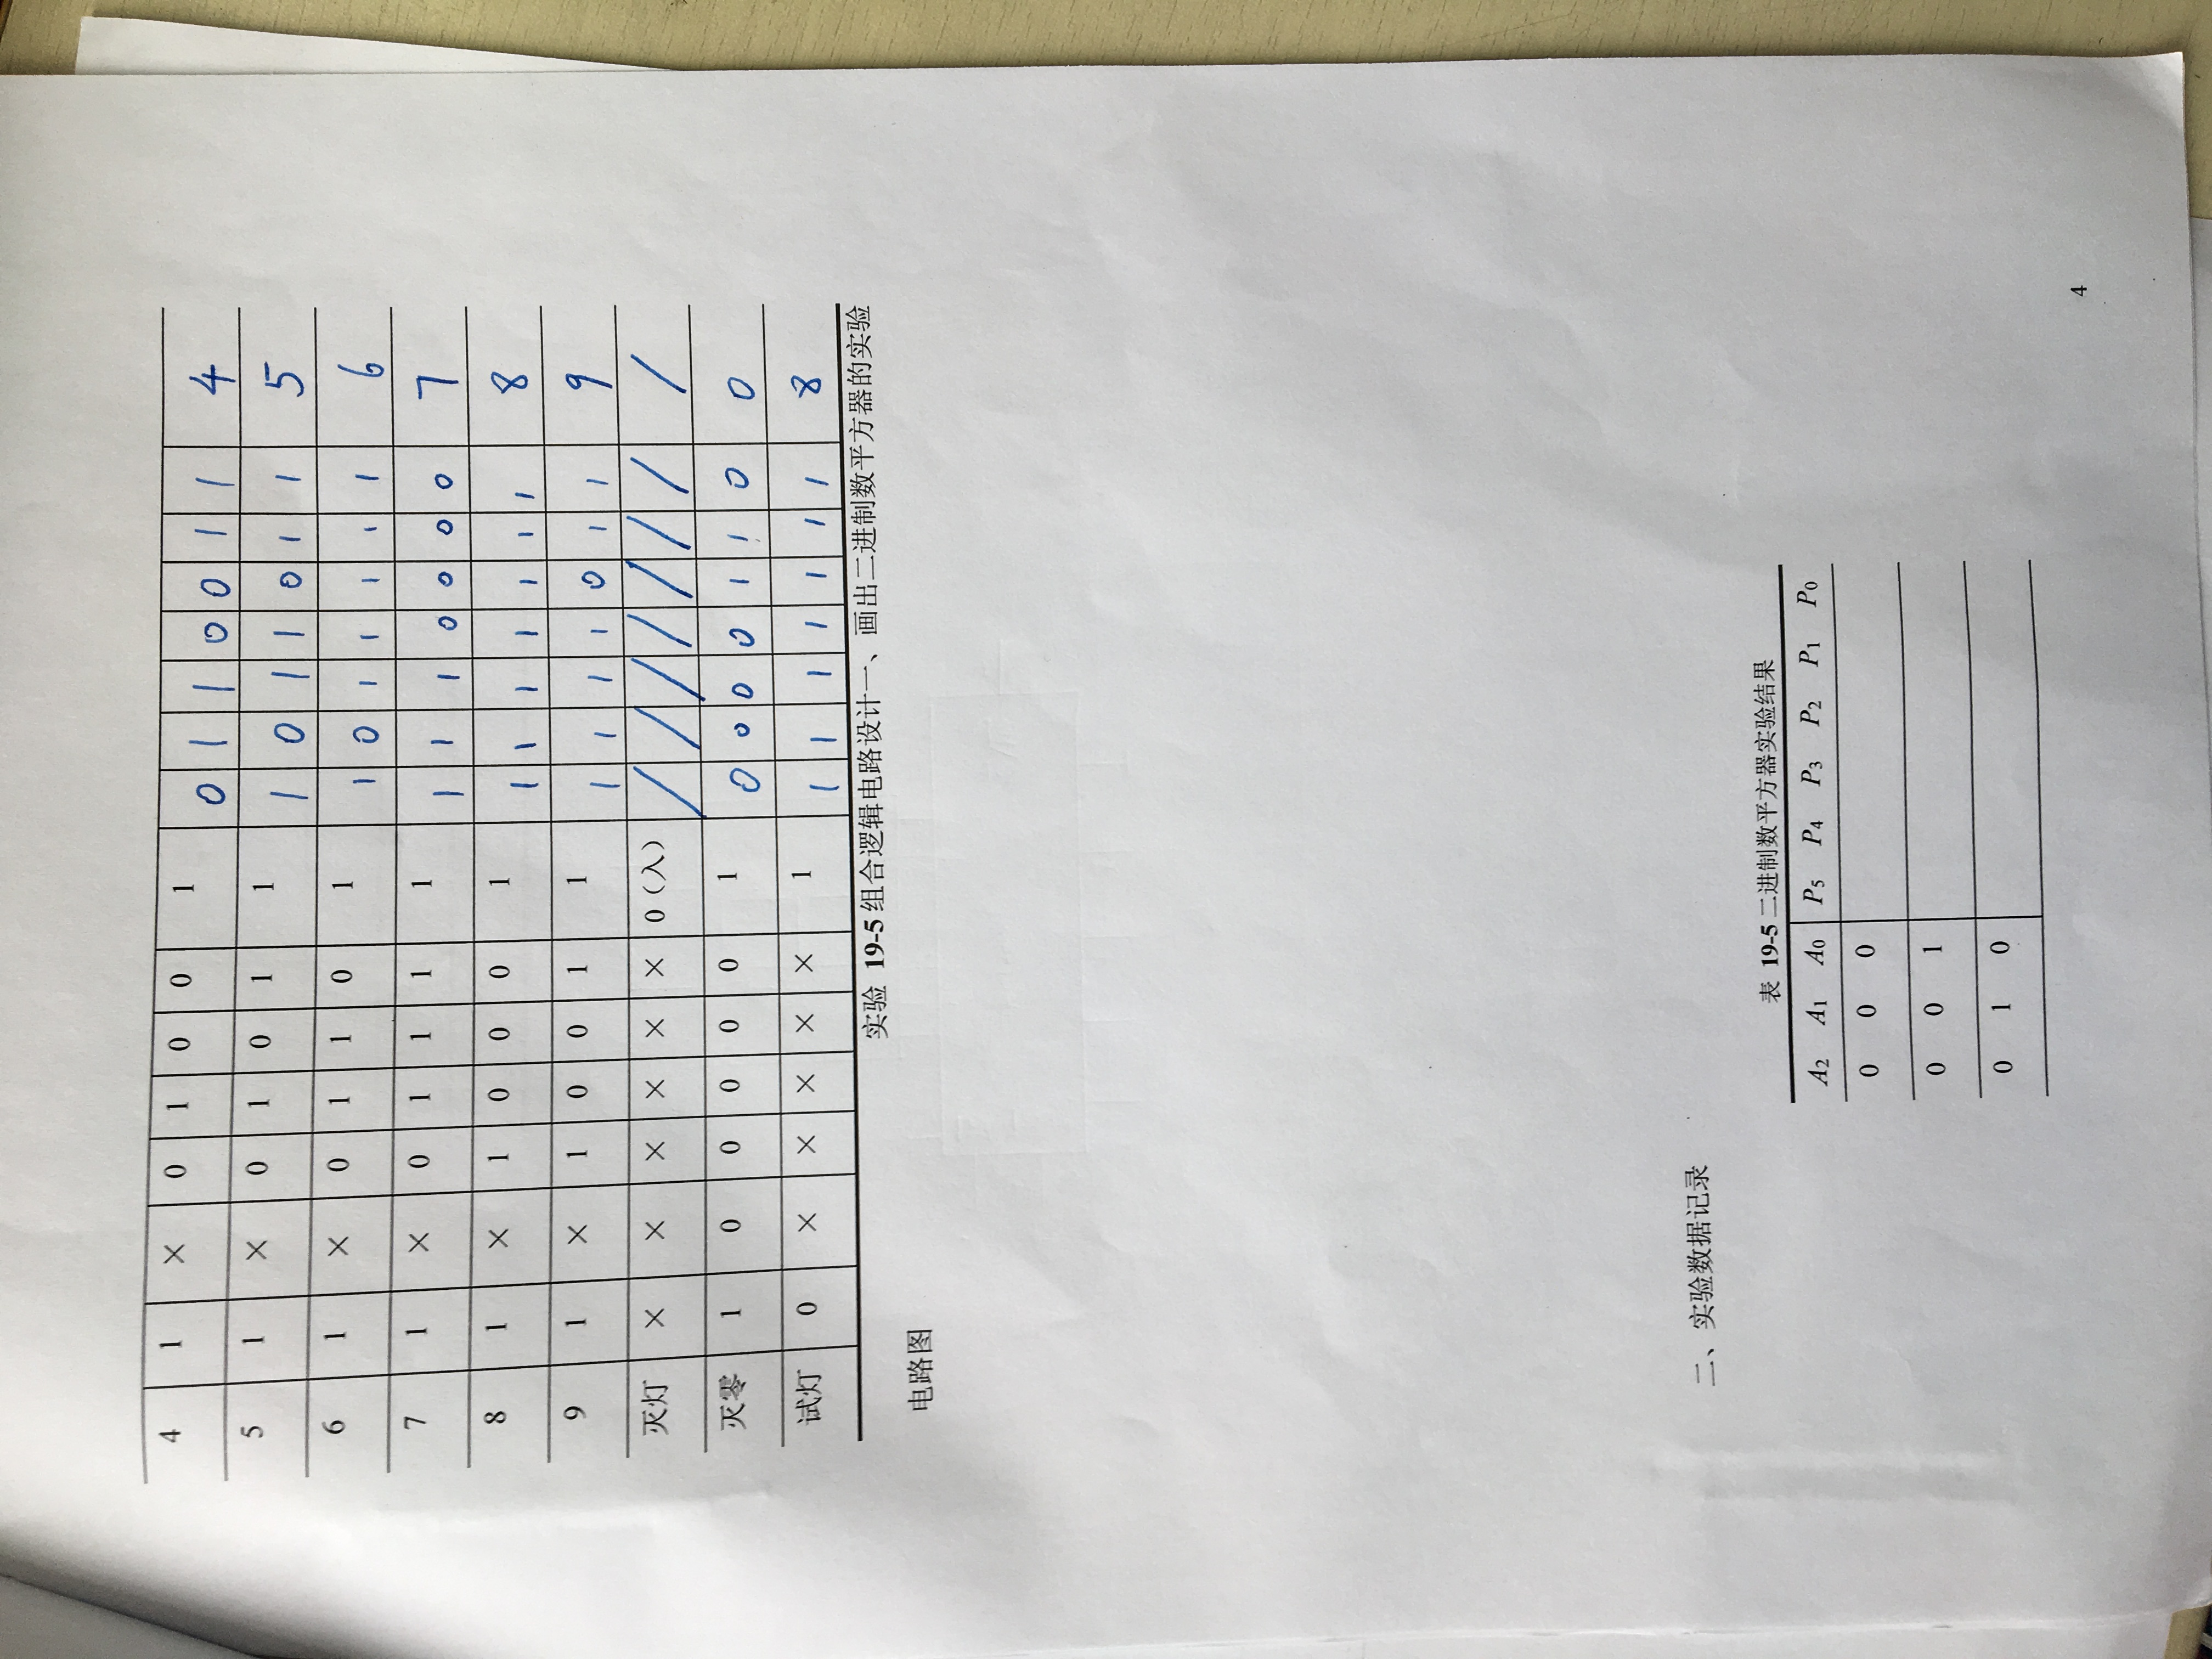 4 1 × 0 1 0 0 1 0 1 1 0 0 1 1 4
5 1 × 0 1 0 1 1 1 0 1 1 0 1 1 5
6 1 × 0 1 1 0 1 1 0 1 1 1 1 1 6
7 1 × 0 1 1 1 1 1 1 1 0 0 0 0 7
8 1 × 1 0 0 0 1 1 1 1 1 1 1 1 8
9 1 × 1 0 0 1 1 1 1 1 1 0 1 1 9
灭灯 × × × × × × 0（入） / / / / / / / /
灭零 1 0 0 0 0 0 1 0 0 0 0 1 1 0 0
试灯 0 × × × × × 1 1 1 1 1 1 1 1 8
实验 19-5 组合逻辑电路设计一、画出二进制数平方器的实验
电路图
二、实验数据记录
表 19-5 二进制数平方器实验结果
A2 A1 A0 P5 P4 P3 P2 P1 P0
0 0 0
0 0 1
0 1 0
4